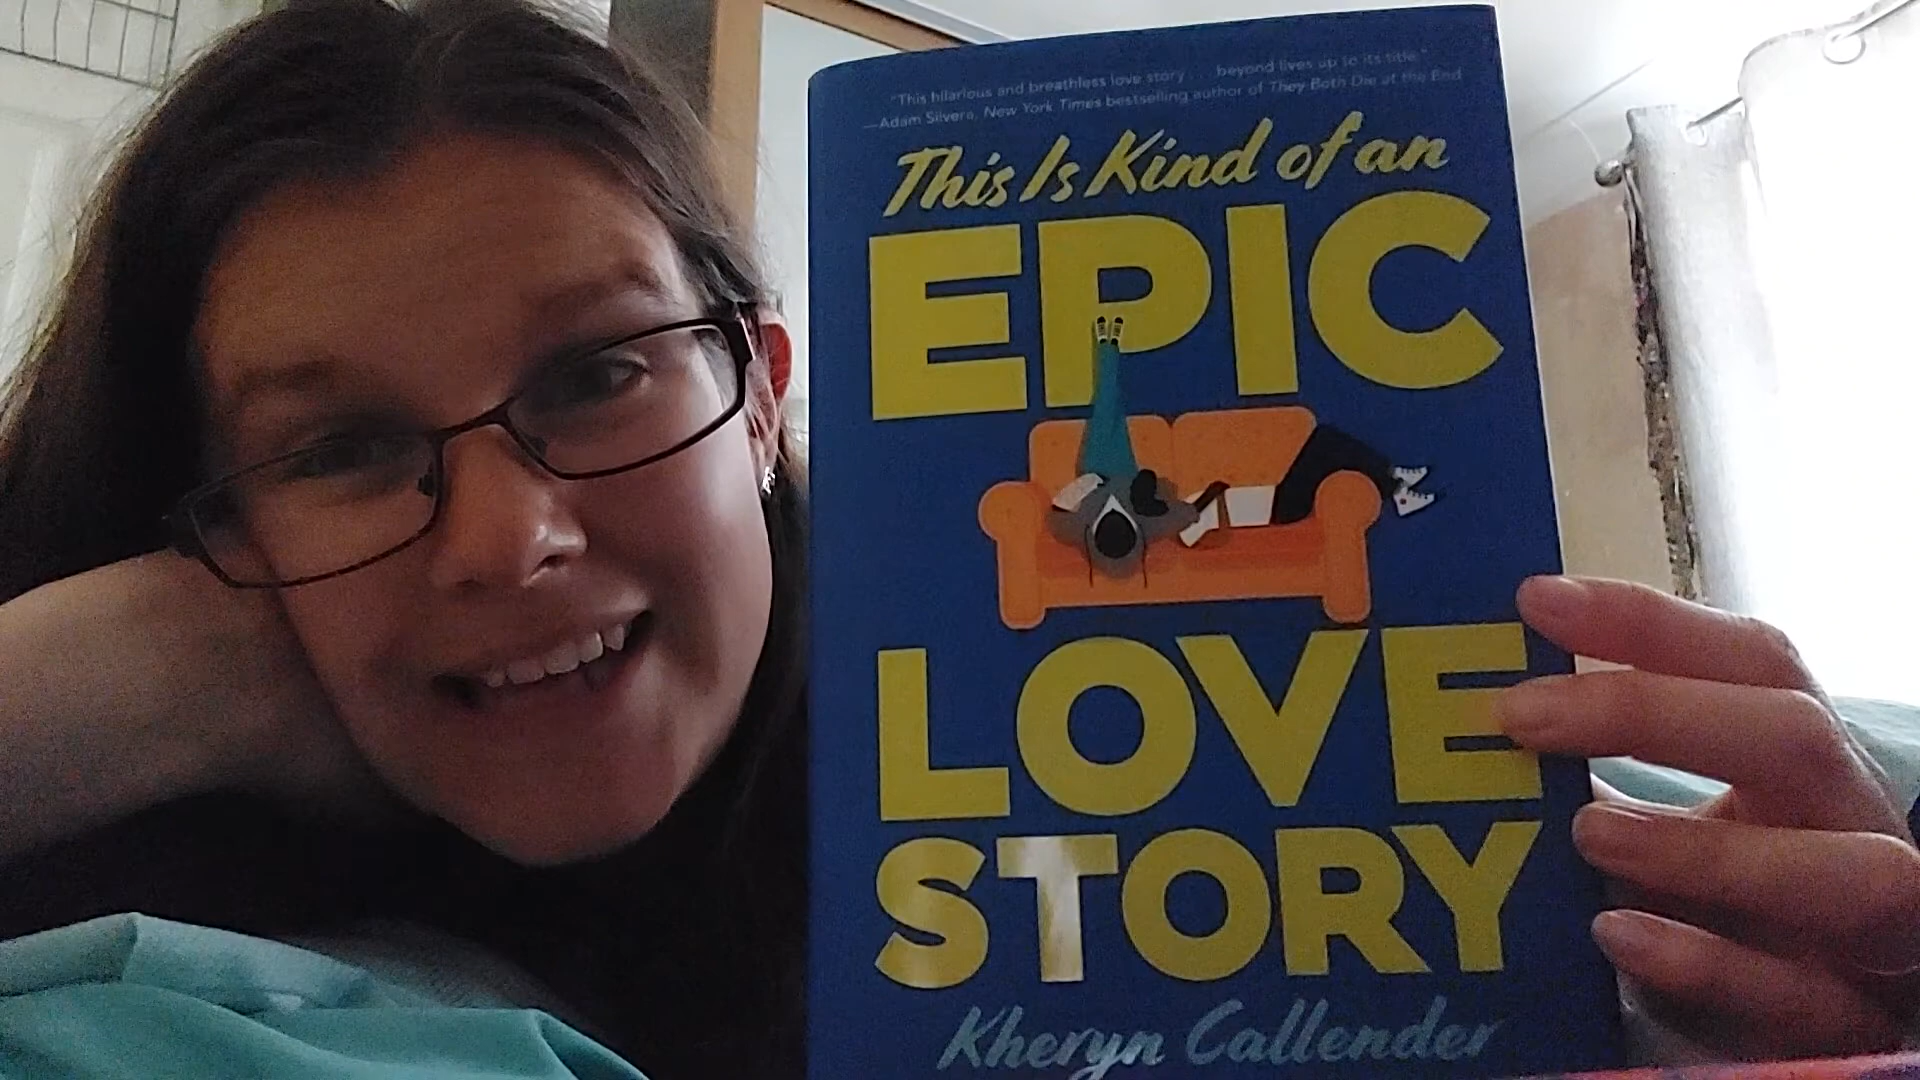 "This hilarious and breathless love story . . . beyond lives up to its title."
—Adam Silvera, New York Times bestselling author of They Both Die at the End
This Is Kind of an
EPIC
LOVE
STORY
Kheryn Callender